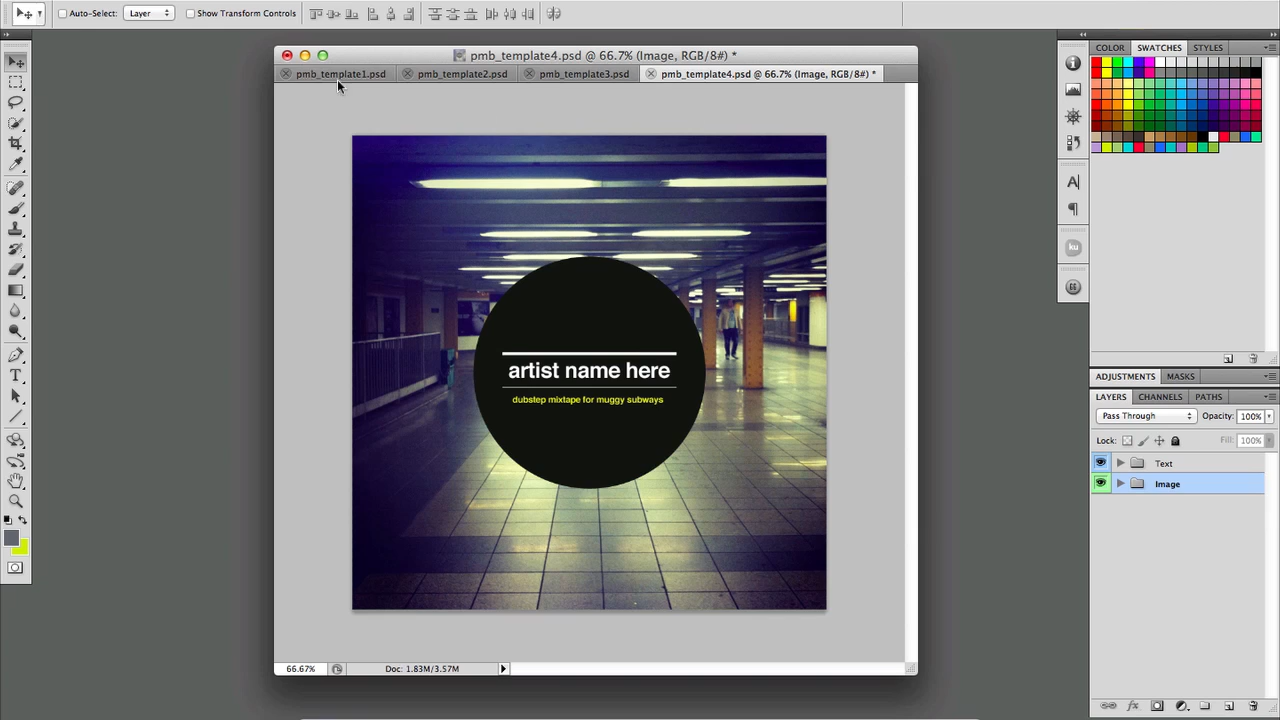 Auto-Select: Layer Show Transform Controls
pmb_template4.psd @ 66.7% (Image, RGB/8#) *
pmb_template1.psd pmb_template2.psd pmb_template3.psd pmb_template4.psd @ 66.7% (Image, RGB/8#) *
artist name here
dubstep mixtape for muggy subways
66.67% Doc: 1.83M/3.57M
COLOR SWATCHES STYLES
A
ku
ADJUSTMENTS MASKS
LAYERS CHANNELS PATHS
Pass Through Opacity: 100%
Lock: Fill: 100%
Text
Image
fx
T